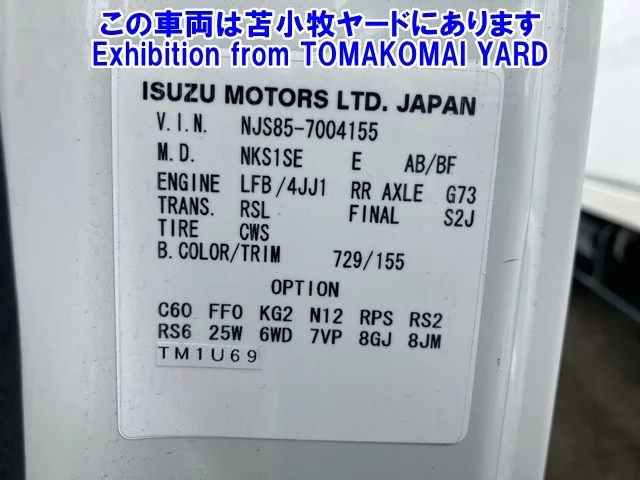 この車両は苫小牧ヤードにあります
Exhibition from TOMAKOMAI YARD
ISUZU MOTORS LTD. JAPAN
V.I.N. NJS85-7004155
M.D. NKS1SE E AB/BF
ENGINE LFB/4JJ1 RR AXLE G73
TRANS. RSL FINAL S2J
TIRE CWS
B.COLOR/TRIM 729/155
OPTION
C60 FF0 KG2 N12 RPS RS2
RS6 25W 6WD 7VP 8GJ 8JM
TM1U69